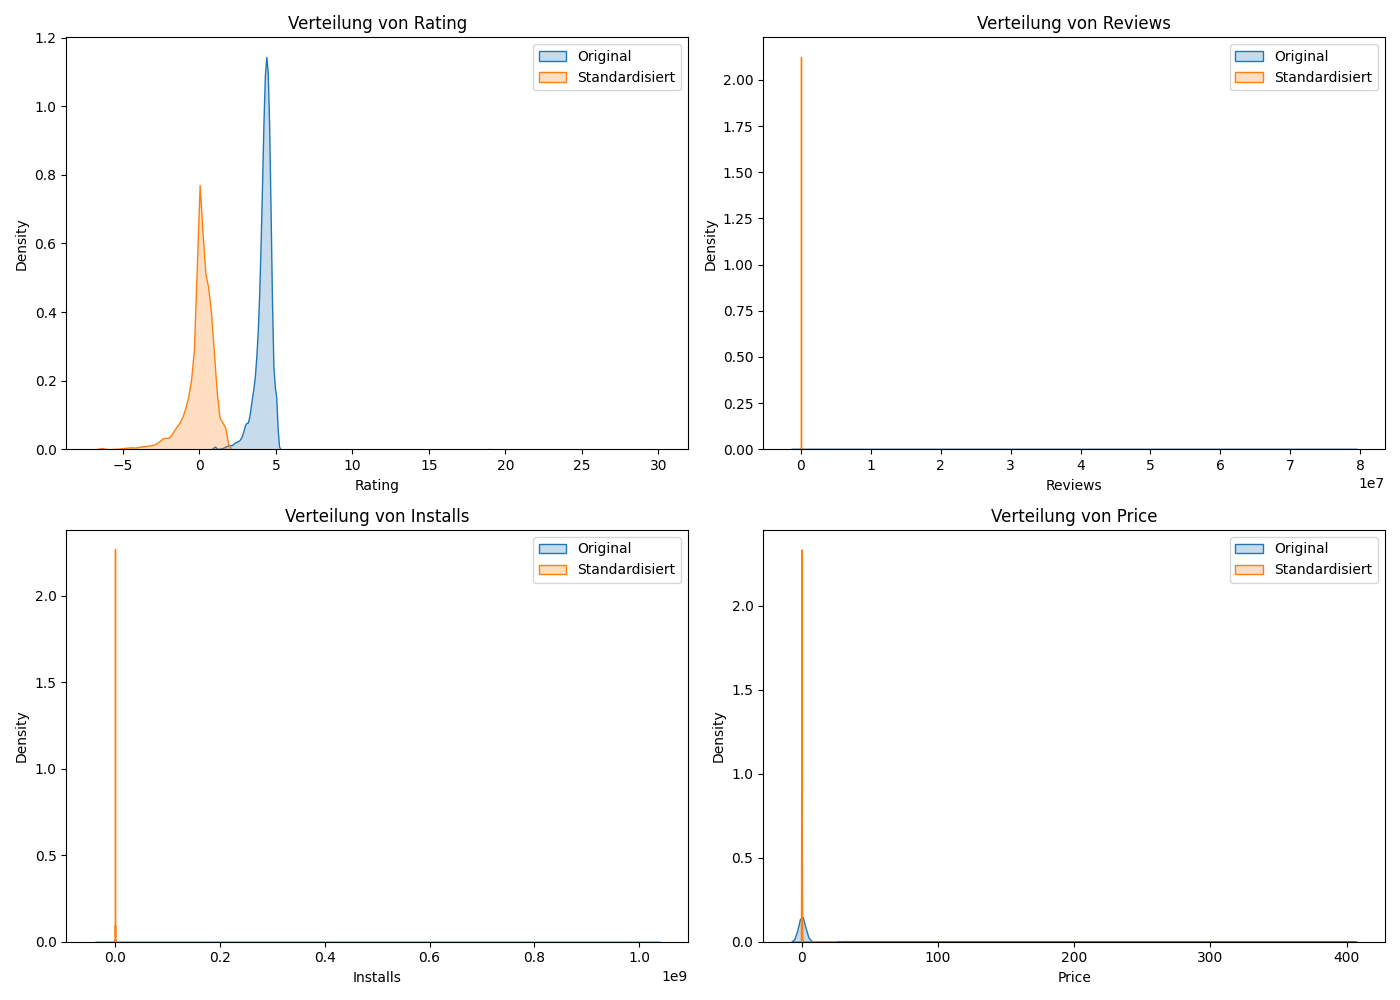 Verteilung von Rating
Density
1.2
1.0
0.8
0.6
0.4
0.2
0.0
−5
0
5
10
15
20
25
30
Rating
Original
Standardisiert
Verteilung von Reviews
Density
2.00
1.75
1.50
1.25
1.00
0.75
0.50
0.25
0.00
0
1
2
3
4
5
6
7
8
1e7
Reviews
Original
Standardisiert
Verteilung von Installs
Density
2.0
1.5
1.0
0.5
0.0
0.0
0.2
0.4
0.6
0.8
1.0
1e9
Installs
Original
Standardisiert
Verteilung von Price
Density
2.0
1.5
1.0
0.5
0.0
0
100
200
300
400
Price
Original
Standardisiert